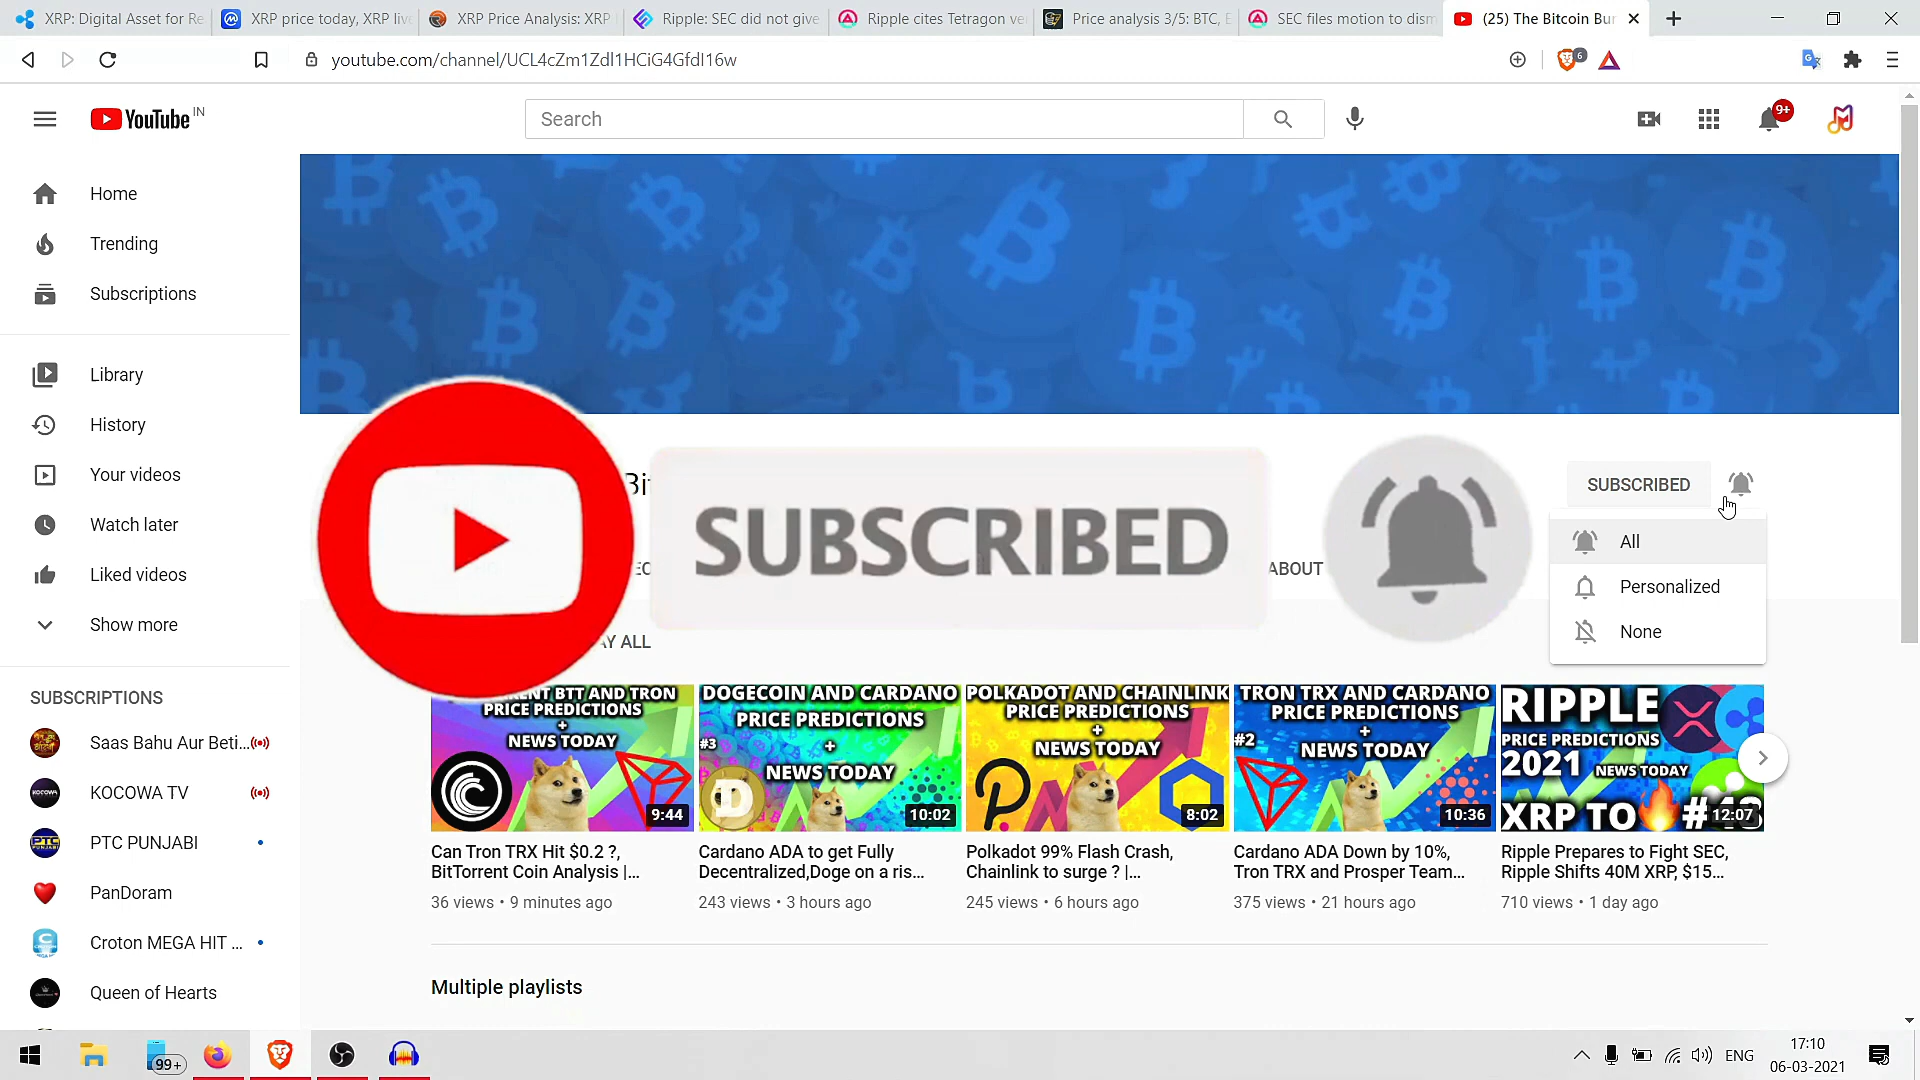 XRP: Digital Asset for Re
XRP price today, XRP live
XRP Price Analysis: XRP
Ripple: SEC did not give
Ripple cites Tetragon ve
Price analysis 3/5: BTC, E
SEC files motion to dism
(25) The Bitcoin Bur
youtube.com/channel/UCL4cZm1Zdl1HCiG4GfdI16w
6
YouTube IN
Search
9+
Home
Trending
Subscriptions
Library
History
Your videos
Watch later
Liked videos
Show more
SUBSCRIPTIONS
Saas Bahu Aur Beti...
KOCOWA TV
PTC PUNJABI
PanDoram
Croton MEGA HIT ...
Queen of Hearts
SUBSCRIBED
SUBSCRIBED
All
Personalized
None
ABOUT
AY ALL
BTT AND TRON
PRICE PREDICTIONS
+
NEWS TODAY
9:44
Can Tron TRX Hit $0.2 ?,
BitTorrent Coin Analysis |...
36 views • 9 minutes ago
DOGECOIN AND CARDANO
PRICE PREDICTIONS
#3
+
NEWS TODAY
10:02
Cardano ADA to get Fully
Decentralized,Doge on a ris...
243 views • 3 hours ago
POLKADOT AND CHAINLINK
PRICE PREDICTIONS
+
NEWS TODAY
8:02
Polkadot 99% Flash Crash,
Chainlink to surge ? |...
245 views • 6 hours ago
TRON TRX AND CARDANO
PRICE PREDICTIONS
#2
+
NEWS TODAY
10:36
Cardano ADA Down by 10%,
Tron TRX and Prosper Team...
375 views • 21 hours ago
RIPPLE
PRICE PREDICTIONS
2021 NEWS TODAY
XRP TO #43
12:07
Ripple Prepares to Fight SEC,
Ripple Shifts 40M XRP, $15...
710 views • 1 day ago
Multiple playlists
99+
ENG
17:10
06-03-2021